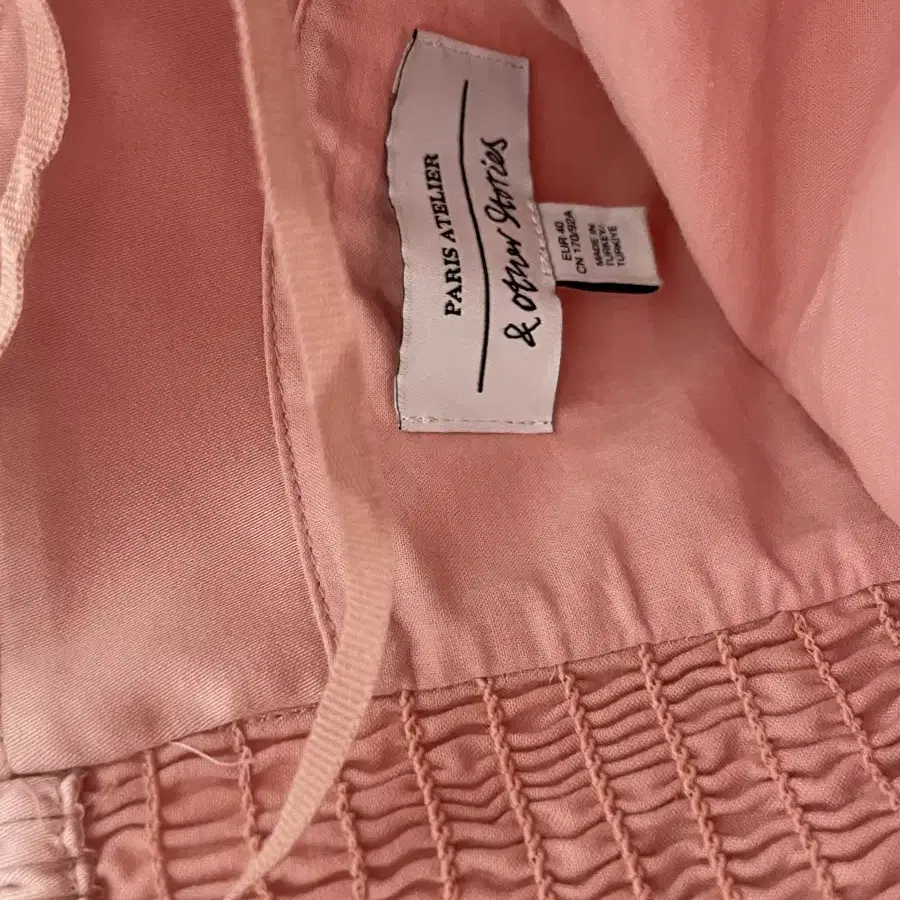 PARIS ATELIER
& other Stories
EUR 40
CN 170/92A
MADE IN
TURKEY/
TÜRKİYE